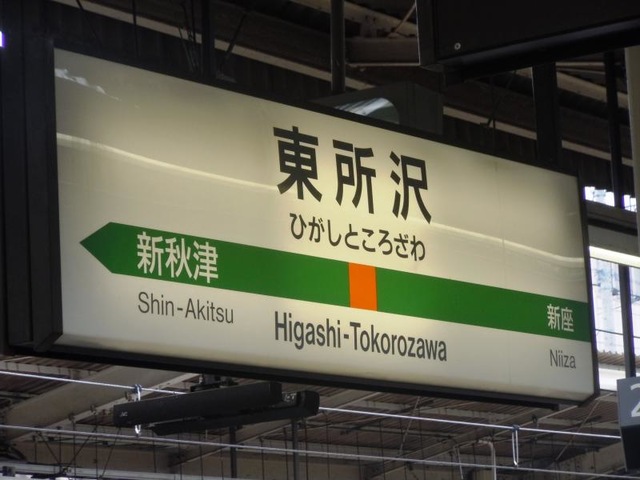 東所沢
ひがしところざわ
新秋津
新座
Shin-Akitsu
Higashi-Tokorozawa
Niiza
2